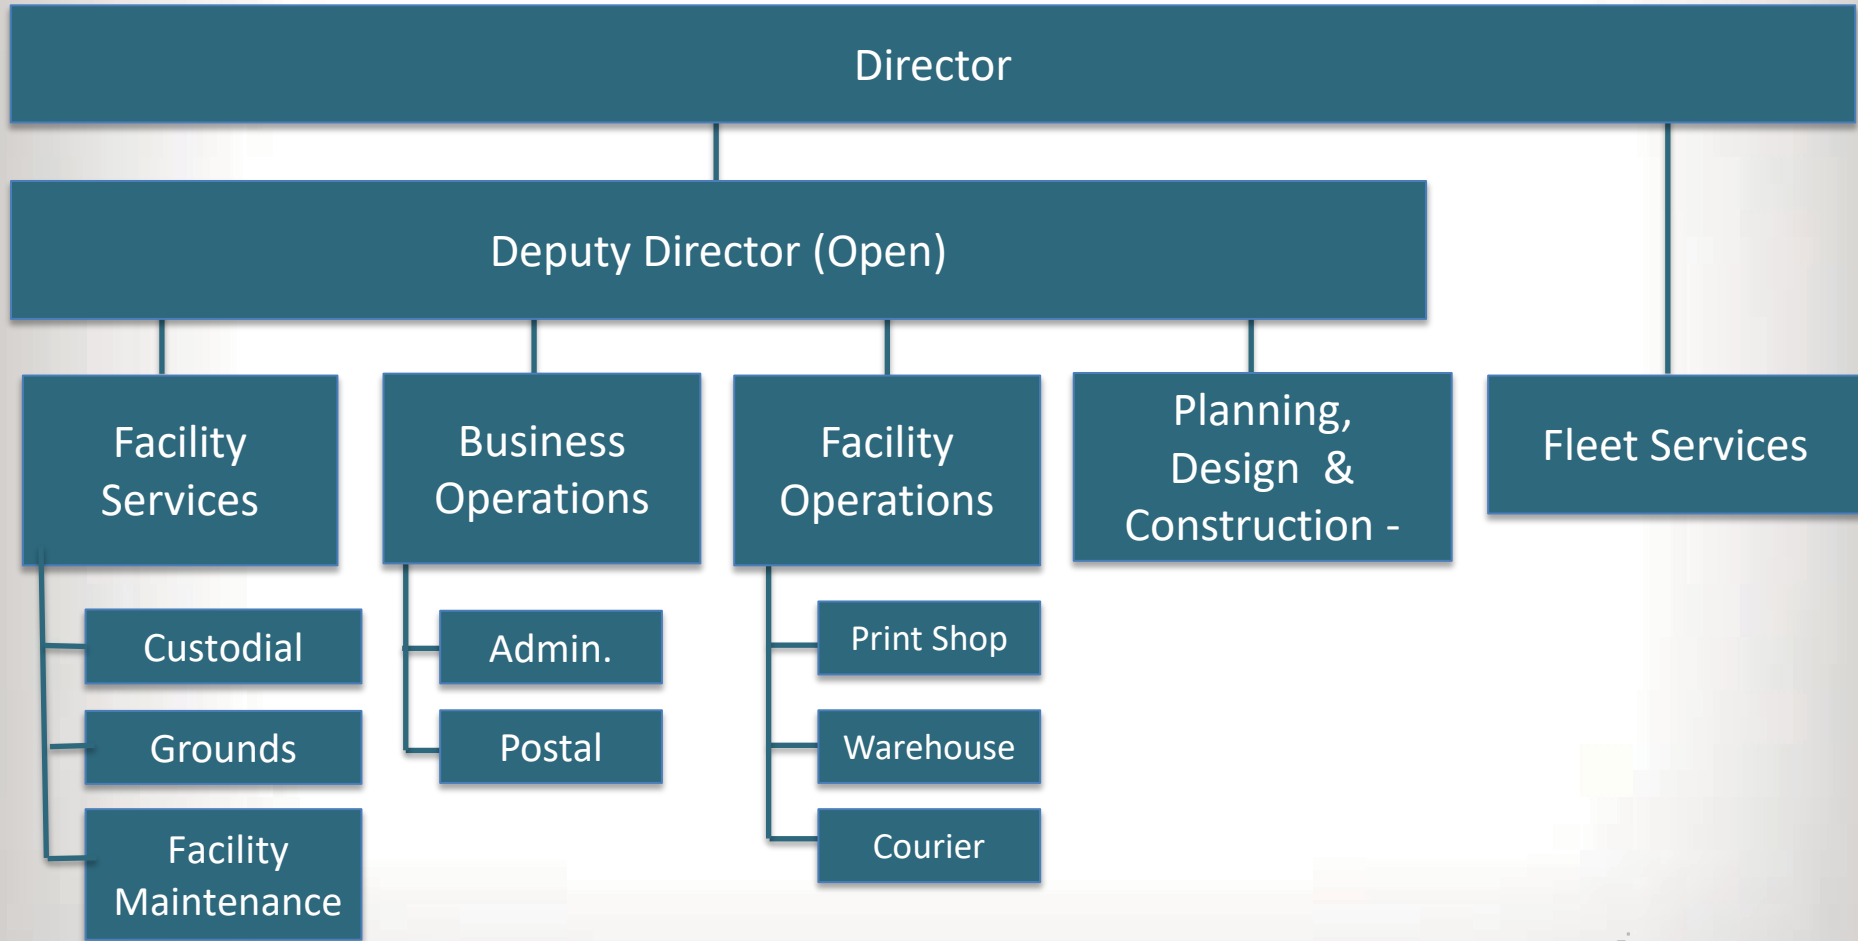 Director
Deputy Director (Open)
Facility
Services
Business
Operations
Facility
Operations
Planning,
Design  &
Construction -
Fleet Services
Custodial
Grounds
Facility
Maintenance
Admin.
Postal
Print Shop
Warehouse
Courier